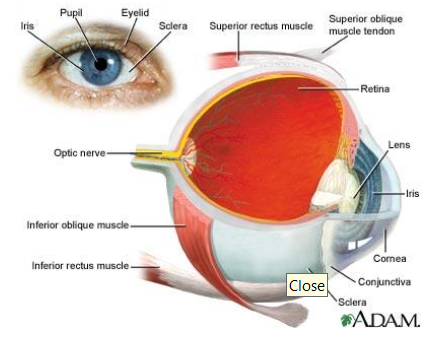 Pupil
Eyelid
Iris
Sclera
Superior rectus muscle
Superior oblique
muscle tendon
Retina
Lens
Optic nerve
Iris
Inferior oblique muscle
Cornea
Inferior rectus muscle
Conjunctiva
Close
Sclera
ADAM.